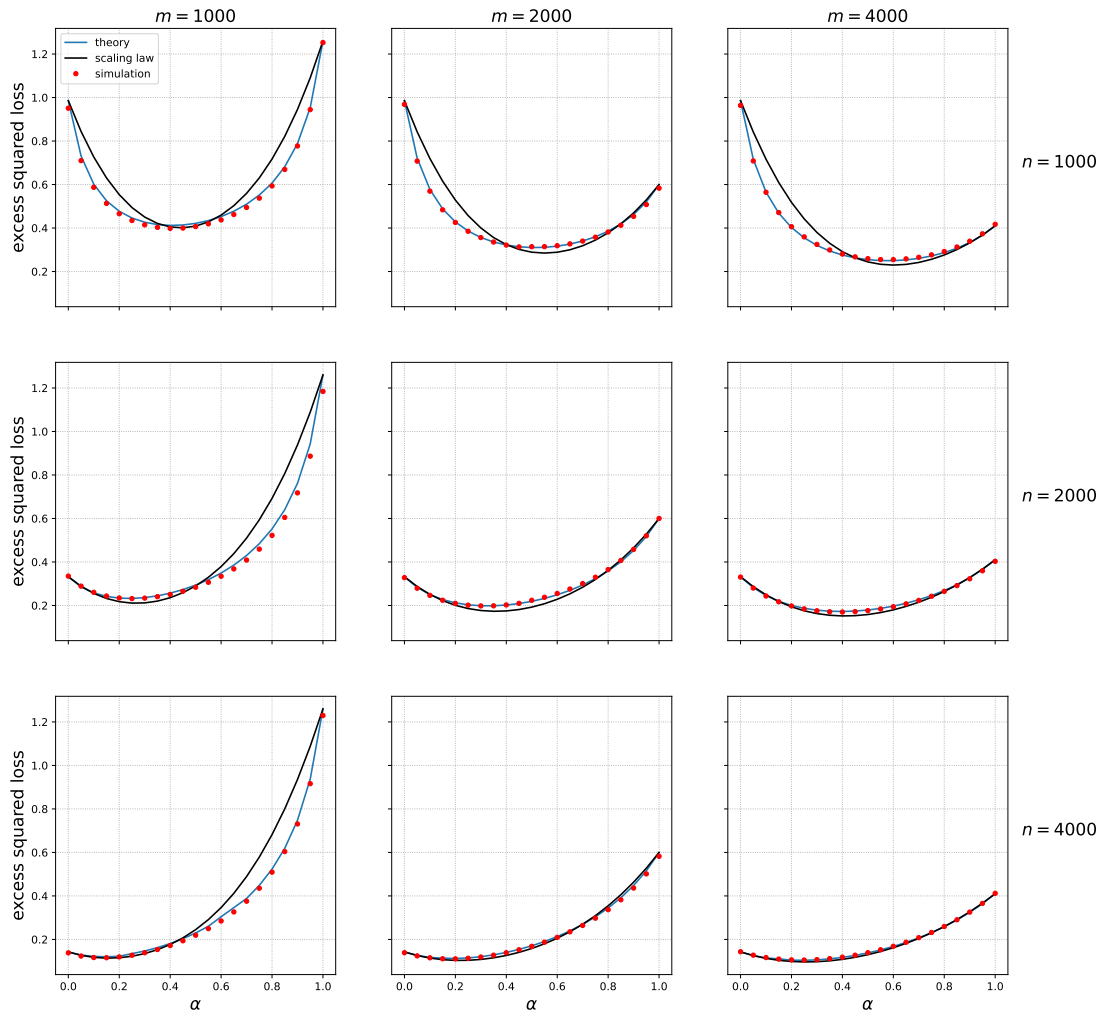 m = 1000
m = 2000
m = 4000
theory
scaling law
simulation
1.2
1.0
0.8
0.6
0.4
0.2
excess squared loss
n = 1000
1.2
1.0
0.8
0.6
0.4
0.2
excess squared loss
n = 2000
1.2
1.0
0.8
0.6
0.4
0.2
excess squared loss
n = 4000
0.0 0.2 0.4 0.6 0.8 1.0
0.0 0.2 0.4 0.6 0.8 1.0
0.0 0.2 0.4 0.6 0.8 1.0
α
α
α